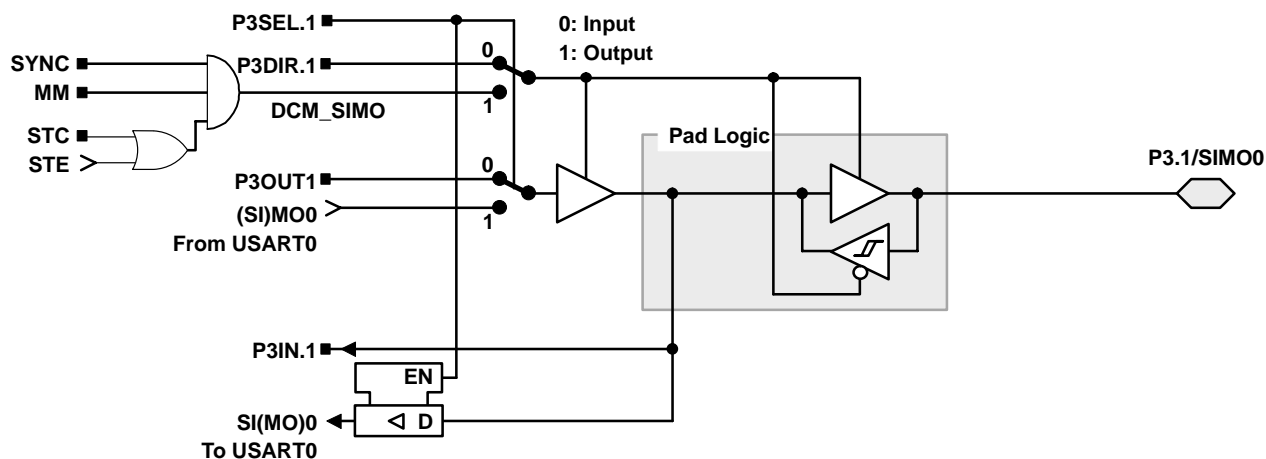 P3SEL.1
0: Input
1: Output
SYNC
P3DIR.1
0
MM
1
DCM_SIMO
STC
STE
Pad Logic
P3.1/SIMO0
P3OUT1
0
(SI)MO0
1
From USART0
P3IN.1
EN
SI(MO)0
D
To USART0